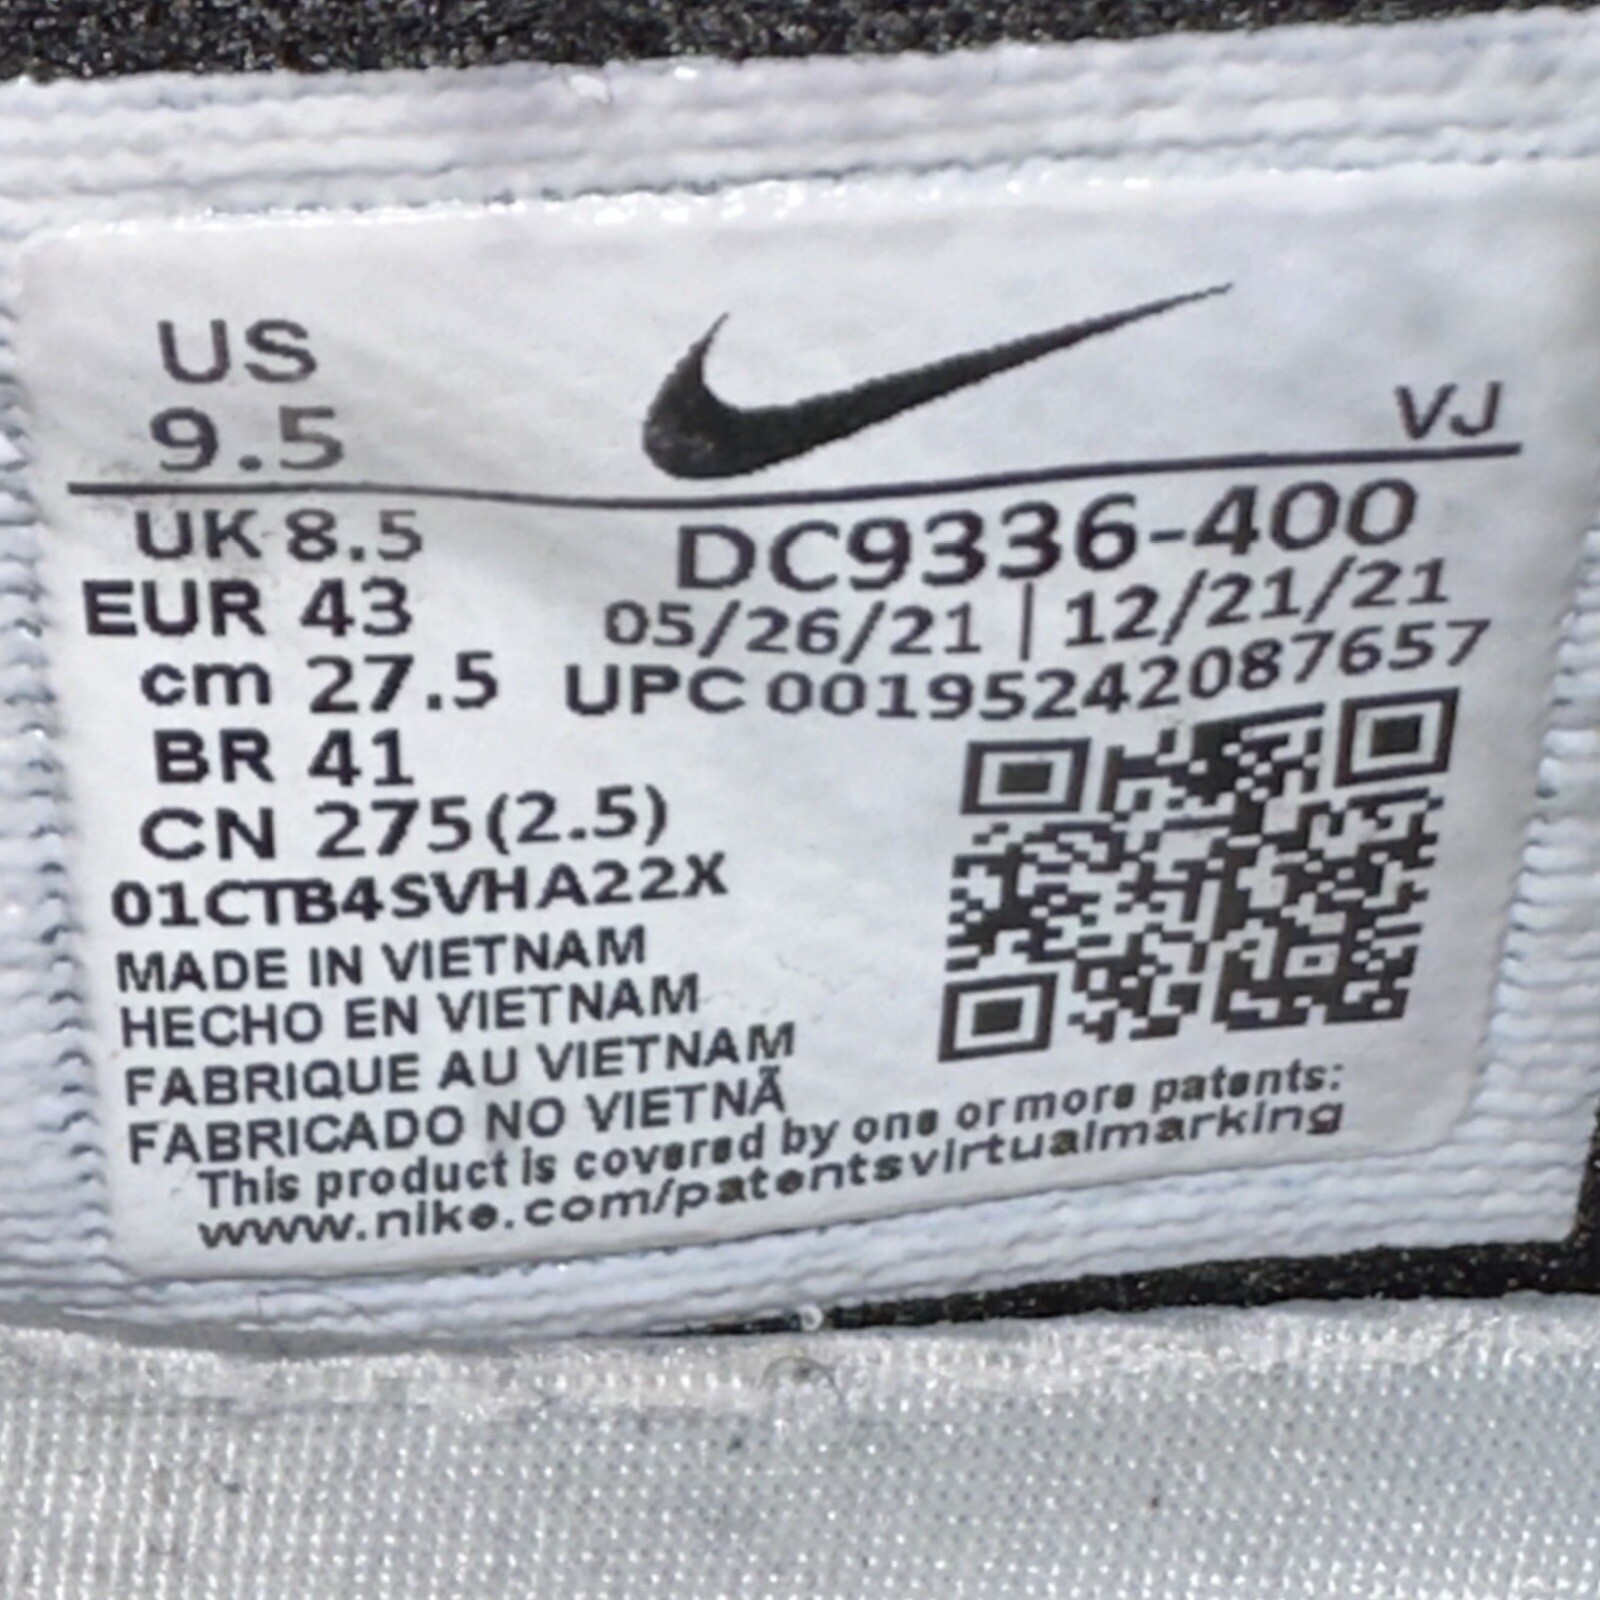 US
9.5
VJ
UK 8.5
EUR 43
cm 27.5
BR 41
CN 275(2.5)
DC9336-400
05/26/21 | 12/21/21
UPC 00195242087657
01CTB4SVHA22X
MADE IN VIETNAM
HECHO EN VIETNAM
FABRIQUE AU VIETNAM
FABRICADO NO VIETNÃ
This product is covered by one or more patents:
www.nike.com/patentsvirtualmarking